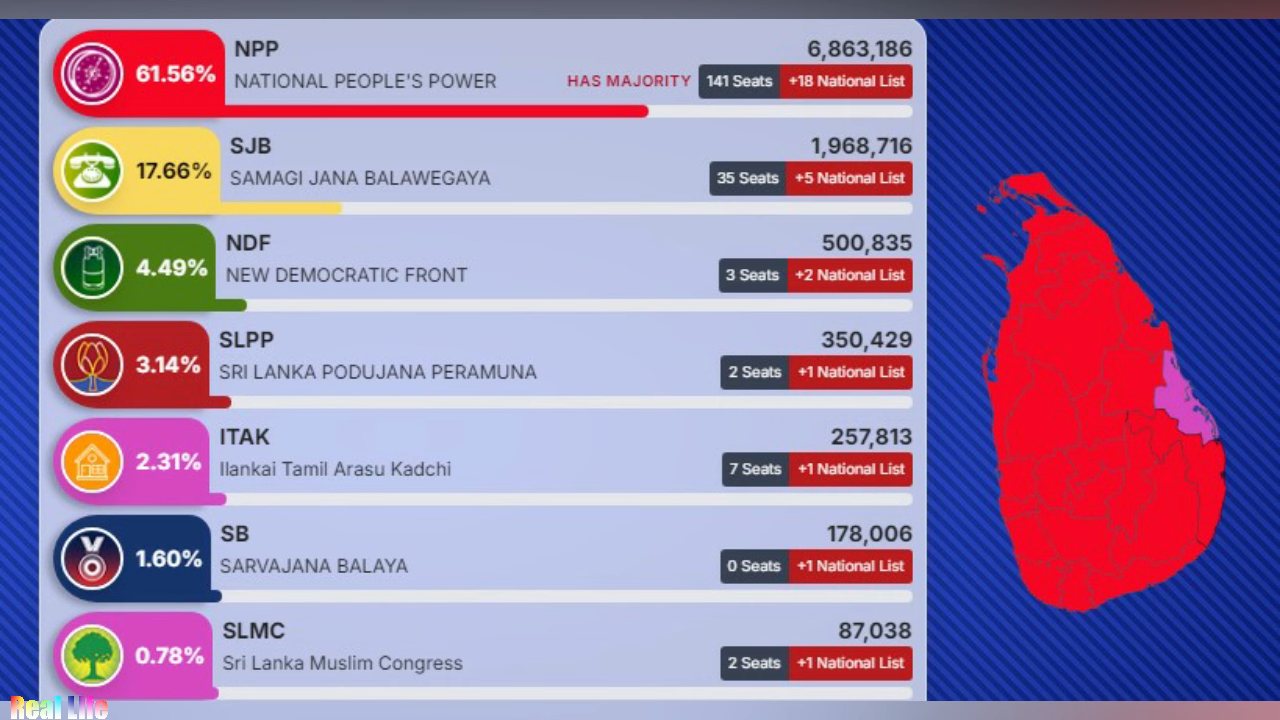 NPP 6,863,186
61.56% NATIONAL PEOPLE'S POWER HAS MAJORITY 141 Seats +18 National List
SJB 1,968,716
17.66% SAMAGI JANA BALAWEGAYA 35 Seats +5 National List
NDF 500,835
4.49% NEW DEMOCRATIC FRONT 3 Seats +2 National List
SLPP 350,429
3.14% SRI LANKA PODUJANA PERAMUNA 2 Seats +1 National List
ITAK 257,813
2.31% Ilankai Tamil Arasu Kadchi 7 Seats +1 National List
SB 178,006
1.60% SARVAJANA BALAYA 0 Seats +1 National List
SLMC 87,038
0.78% Sri Lanka Muslim Congress 2 Seats +1 National List
Real Life